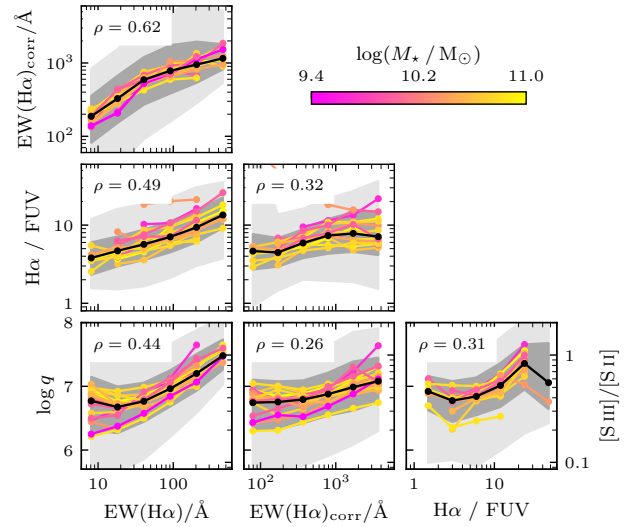 ρ = 0.62
EW(Hα)corr/Å
10³
10²
log(M⋆ / M⊙)
9.4 10.2 11.0
ρ = 0.49
Hα / FUV
10
1
ρ = 0.32
ρ = 0.44
log q
8
7
6
ρ = 0.26
ρ = 0.31
1
0.1
[S III]/[S II]
10 100
10² 10³
1 10
EW(Hα)/Å
EW(Hα)corr/Å
Hα / FUV